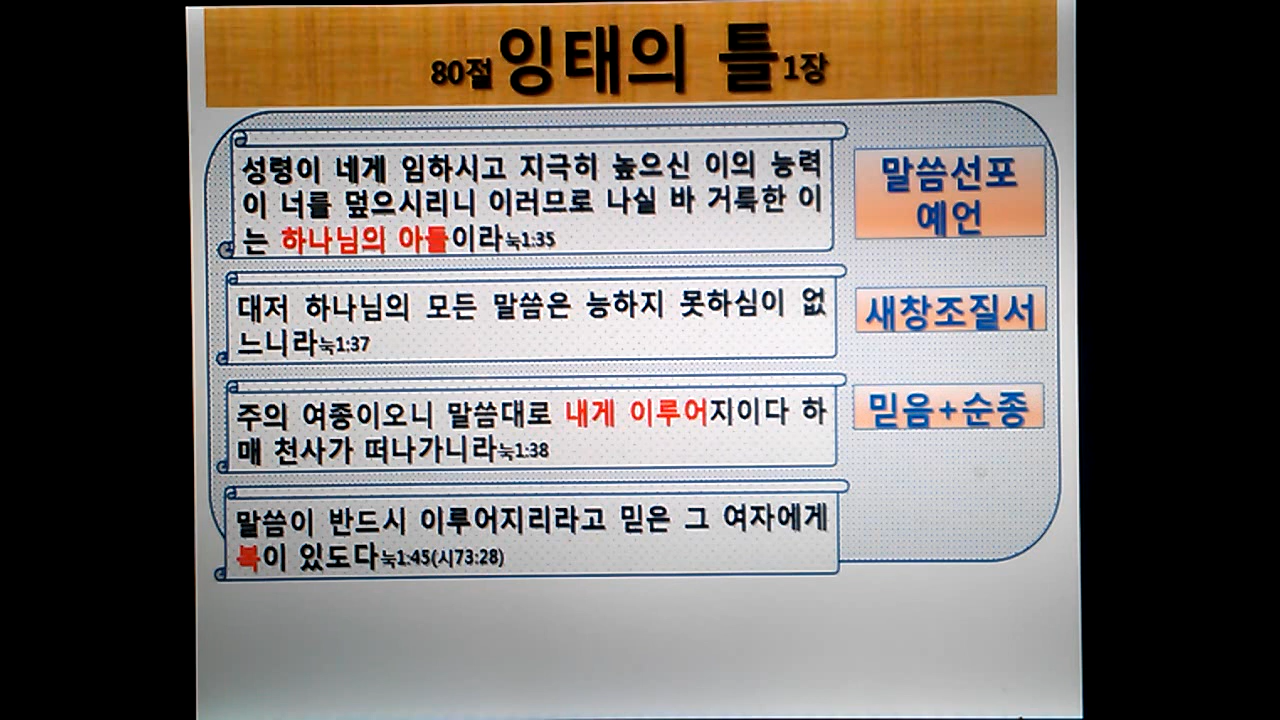 80절 잉태의 틀 1장
성령이 네게 임하시고 지극히 높으신 이의 능력
이 너를 덮으시리니 이러므로 나실 바 거룩한 이
는 하나님의 아들이라눅1:35
말씀선포
예언
대저 하나님의 모든 말씀은 능하지 못하심이 없
느니라눅1:37
새창조질서
주의 여종이오니 말씀대로 내게 이루어지이다 하
매 천사가 떠나가니라눅1:38
믿음+순종
말씀이 반드시 이루어지리라고 믿은 그 여자에게
복이 있도다눅1:45(시73:28)